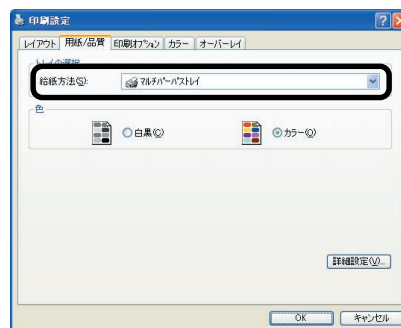 印刷設定
レイアウト 用紙/品質 印刷オプション カラー オーバーレイ
トレイの選択
給紙方法(S): マルチパーパストレイ
色
白黒(C) カラー(O)
詳細設定(V)...
OK キャンセル